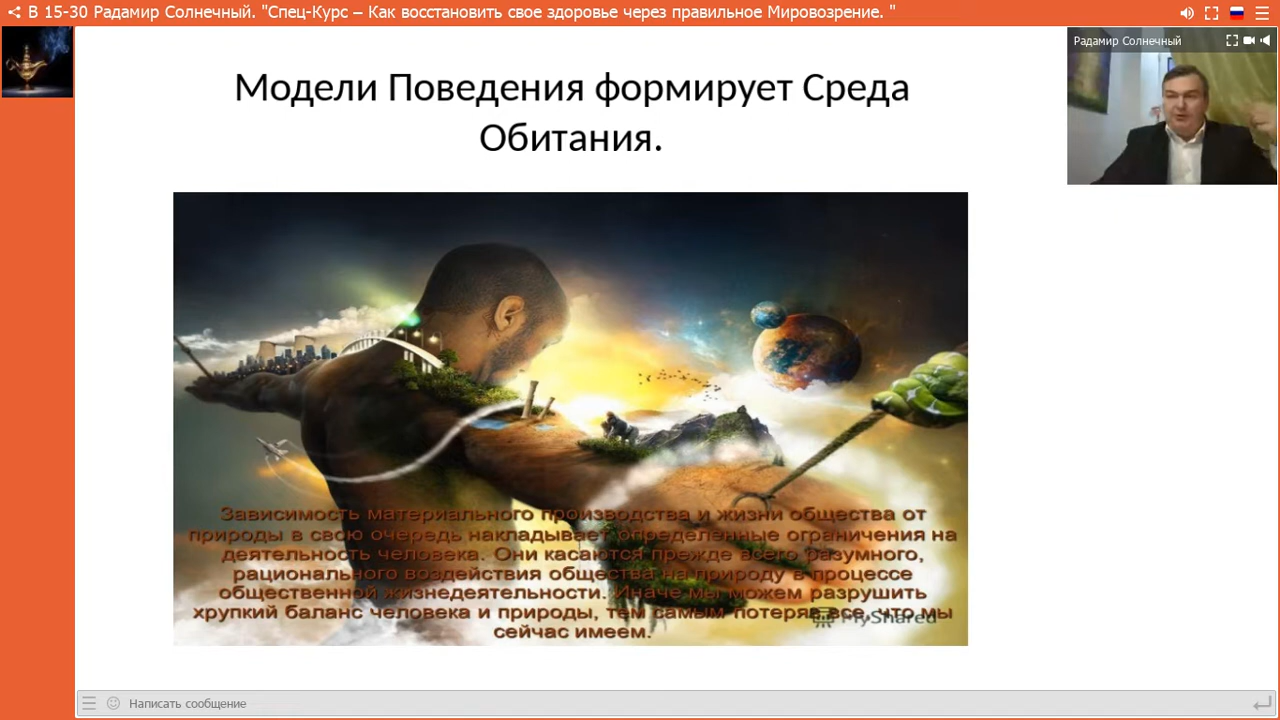 В 15-30 Радамир Солнечный. "Спец-Курс – Как восстановить свое здоровье через правильное Мировозрение. "
Радамир Солнечный
Модели Поведения формирует Среда
Обитания.
Зависимость материального производства и жизни общества от
природы в свою очередь накладывает определенные ограничения на
деятельность человека. Они касаются прежде всего разумного,
рационального воздействия общества на природу в процессе
общественной жизнедеятельности. Иначе мы можем разрушить
хрупкий баланс человека и природы, тем самым потеряв все, что мы
сейчас имеем.
MyShared
Написать сообщение